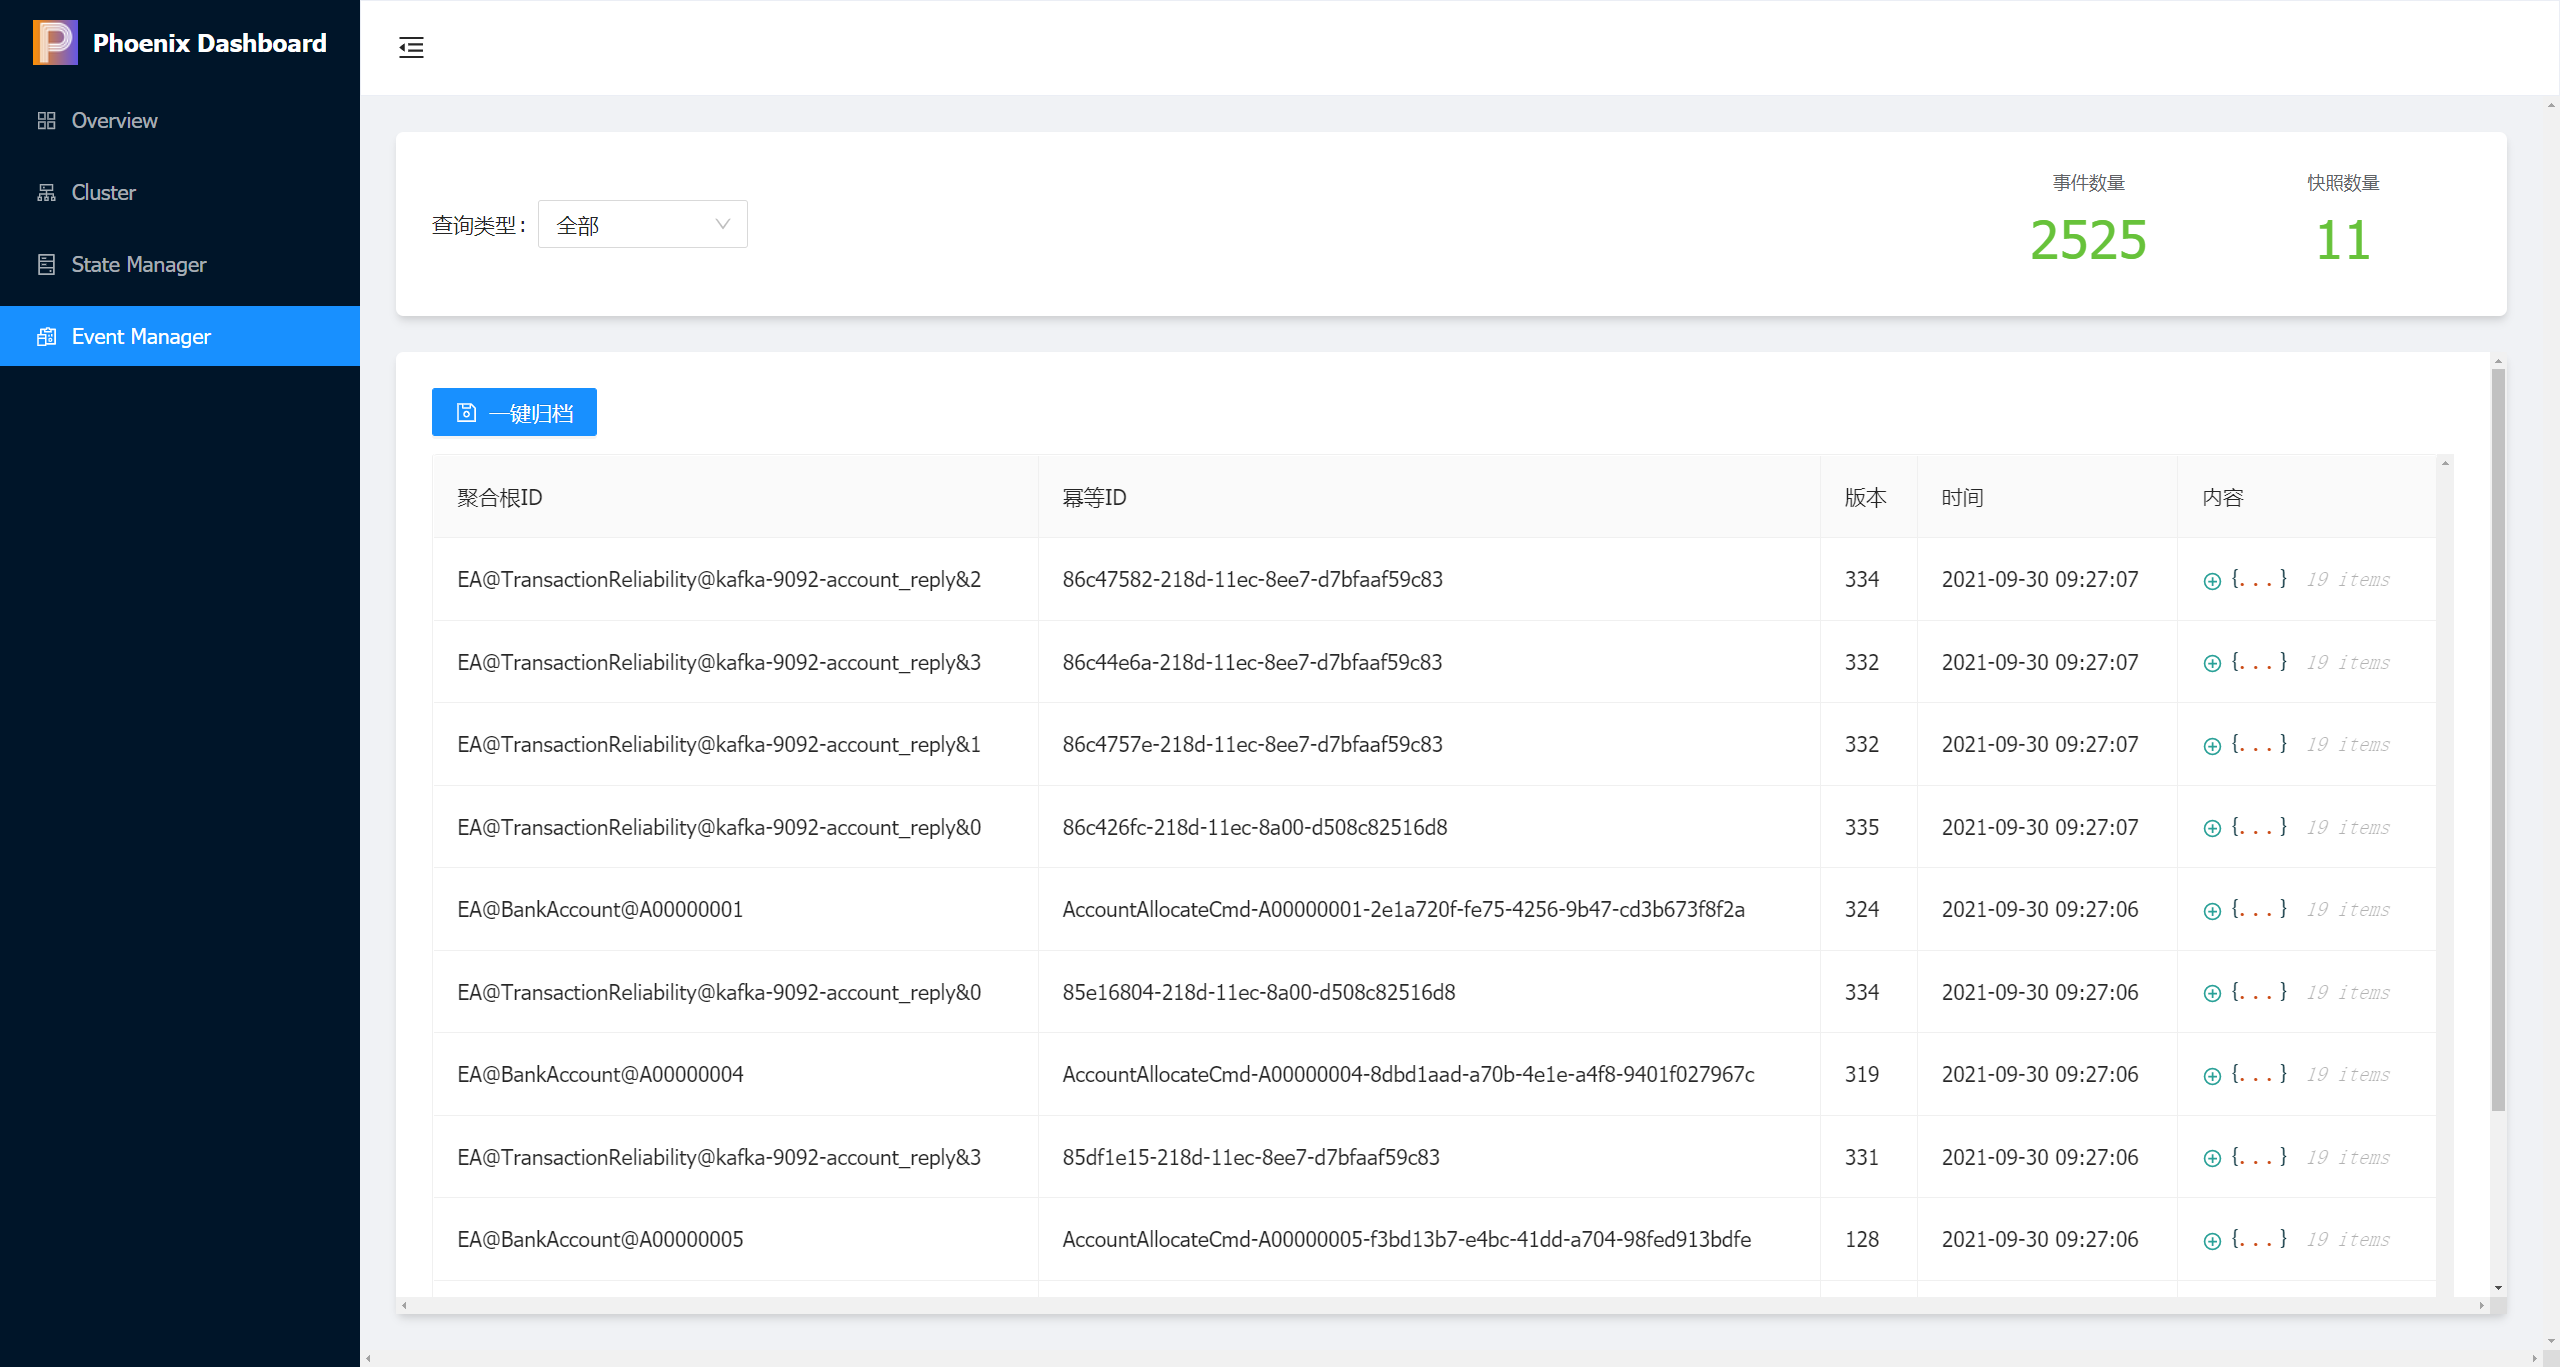 Phoenix Dashboard
Overview
Cluster
State Manager
Event Manager
查询类型: 全部
事件数量 快照数量
2525 11
一键归档
聚合根ID 幂等ID 版本 时间 内容
EA@TransactionReliability@kafka-9092-account_reply&2 86c47582-218d-11ec-8ee7-d7bfaaf59c83 334 2021-09-30 09:27:07 {...} 19 items
EA@TransactionReliability@kafka-9092-account_reply&3 86c44e6a-218d-11ec-8ee7-d7bfaaf59c83 332 2021-09-30 09:27:07 {...} 19 items
EA@TransactionReliability@kafka-9092-account_reply&1 86c4757e-218d-11ec-8ee7-d7bfaaf59c83 332 2021-09-30 09:27:07 {...} 19 items
EA@TransactionReliability@kafka-9092-account_reply&0 86c426fc-218d-11ec-8a00-d508c82516d8 335 2021-09-30 09:27:07 {...} 19 items
EA@BankAccount@A00000001 AccountAllocateCmd-A00000001-2e1a720f-fe75-4256-9b47-cd3b673f8f2a 324 2021-09-30 09:27:06 {...} 19 items
EA@TransactionReliability@kafka-9092-account_reply&0 85e16804-218d-11ec-8a00-d508c82516d8 334 2021-09-30 09:27:06 {...} 19 items
EA@BankAccount@A00000004 AccountAllocateCmd-A00000004-8dbd1aad-a70b-4e1e-a4f8-9401f027967c 319 2021-09-30 09:27:06 {...} 19 items
EA@TransactionReliability@kafka-9092-account_reply&3 85df1e15-218d-11ec-8ee7-d7bfaaf59c83 331 2021-09-30 09:27:06 {...} 19 items
EA@BankAccount@A00000005 AccountAllocateCmd-A00000005-f3bd13b7-e4bc-41dd-a704-98fed913bdfe 128 2021-09-30 09:27:06 {...} 19 items